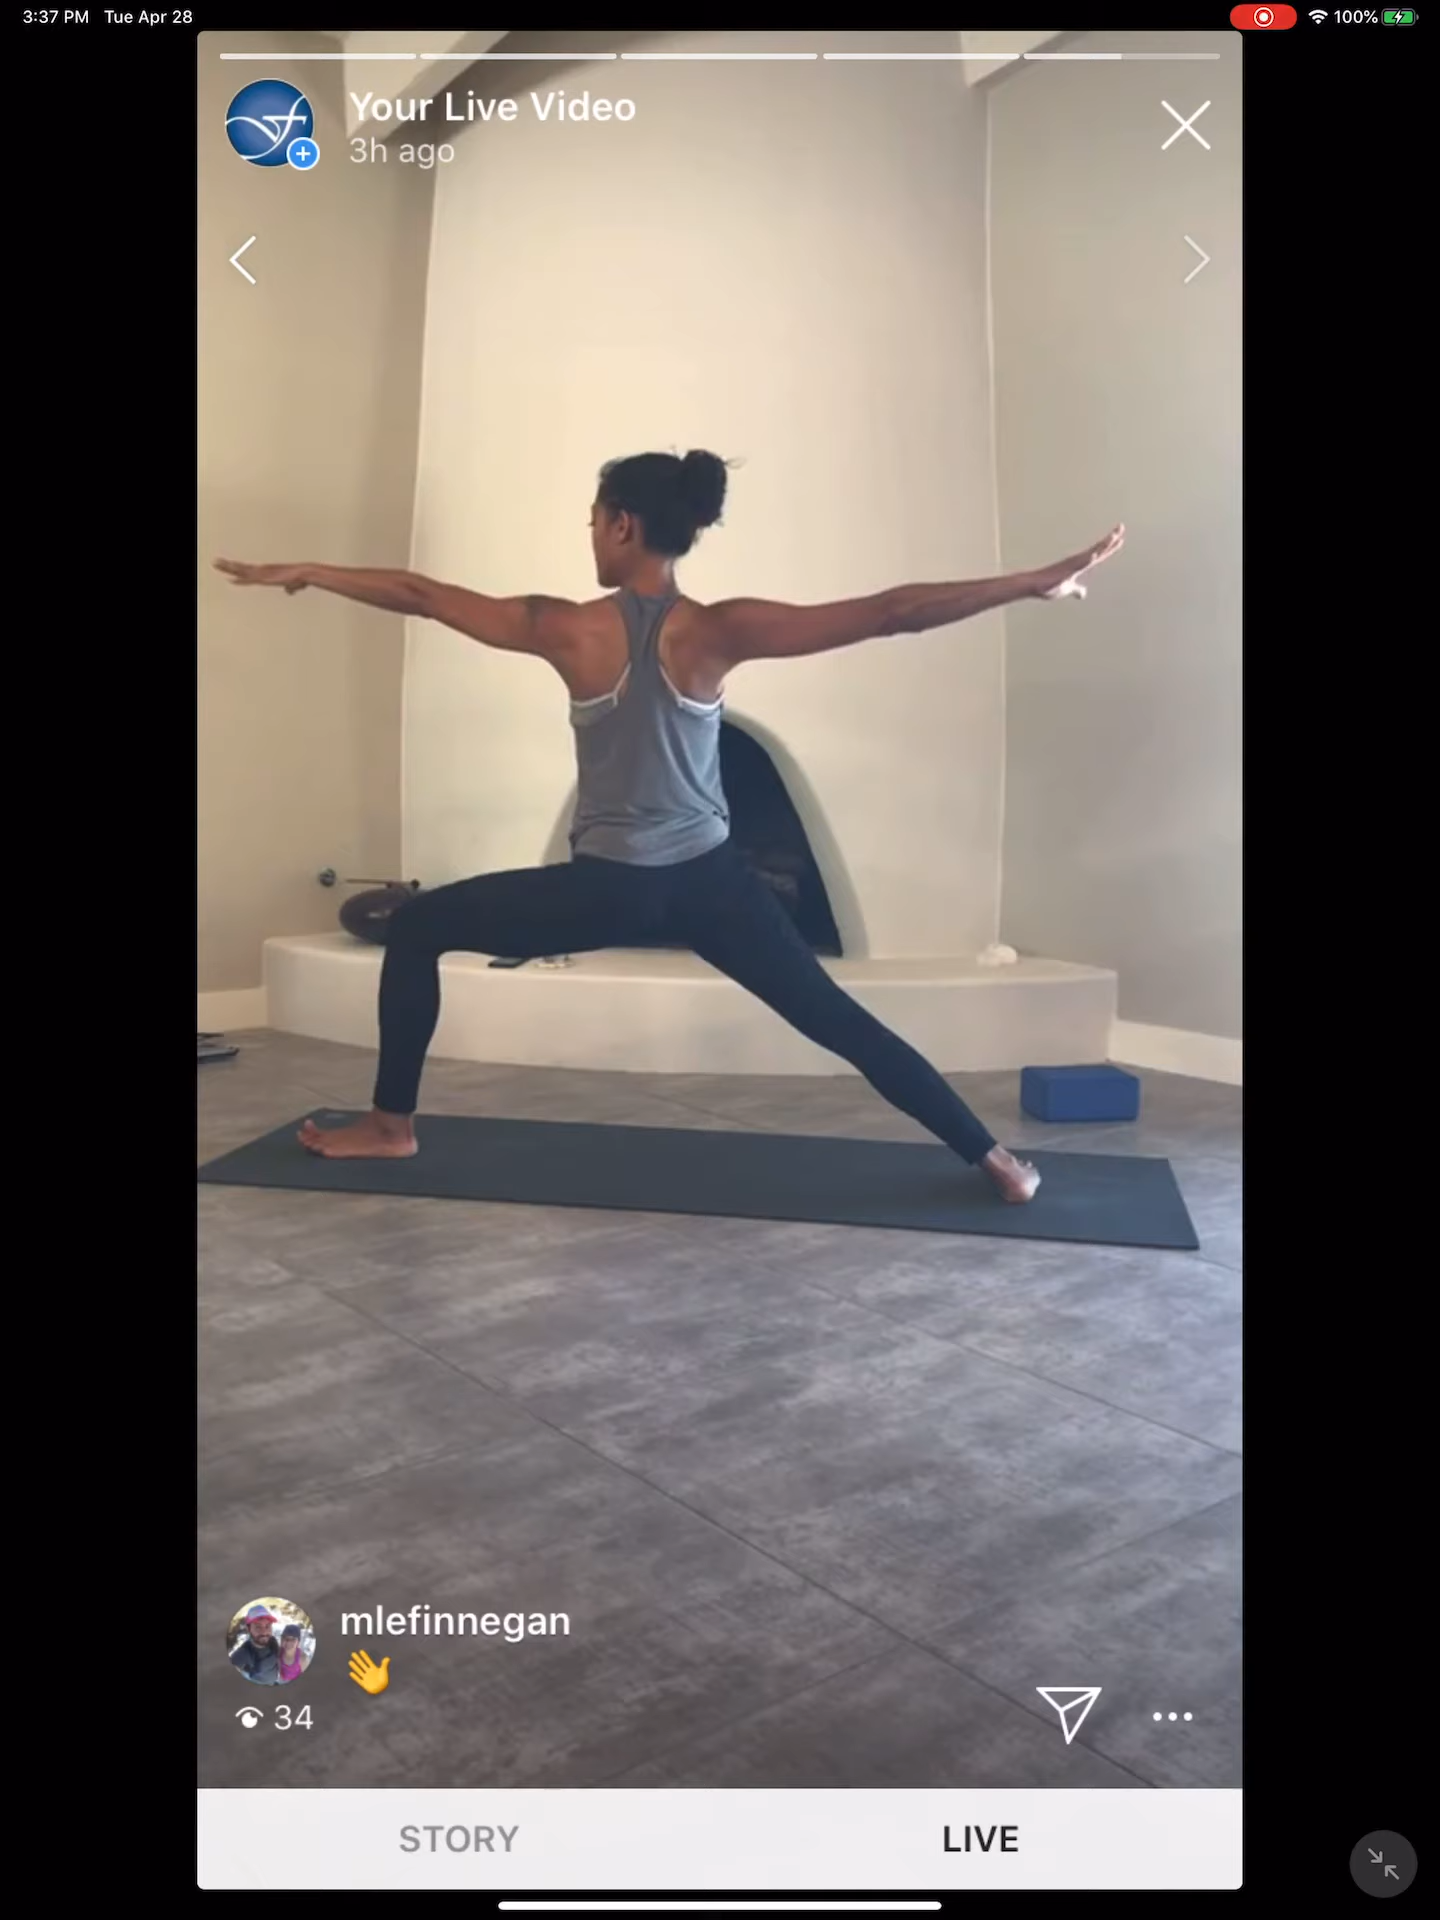 3:37 PM Tue Apr 28
100%
Your Live Video
3h ago
mlefinnegan
👋
34
STORY
LIVE